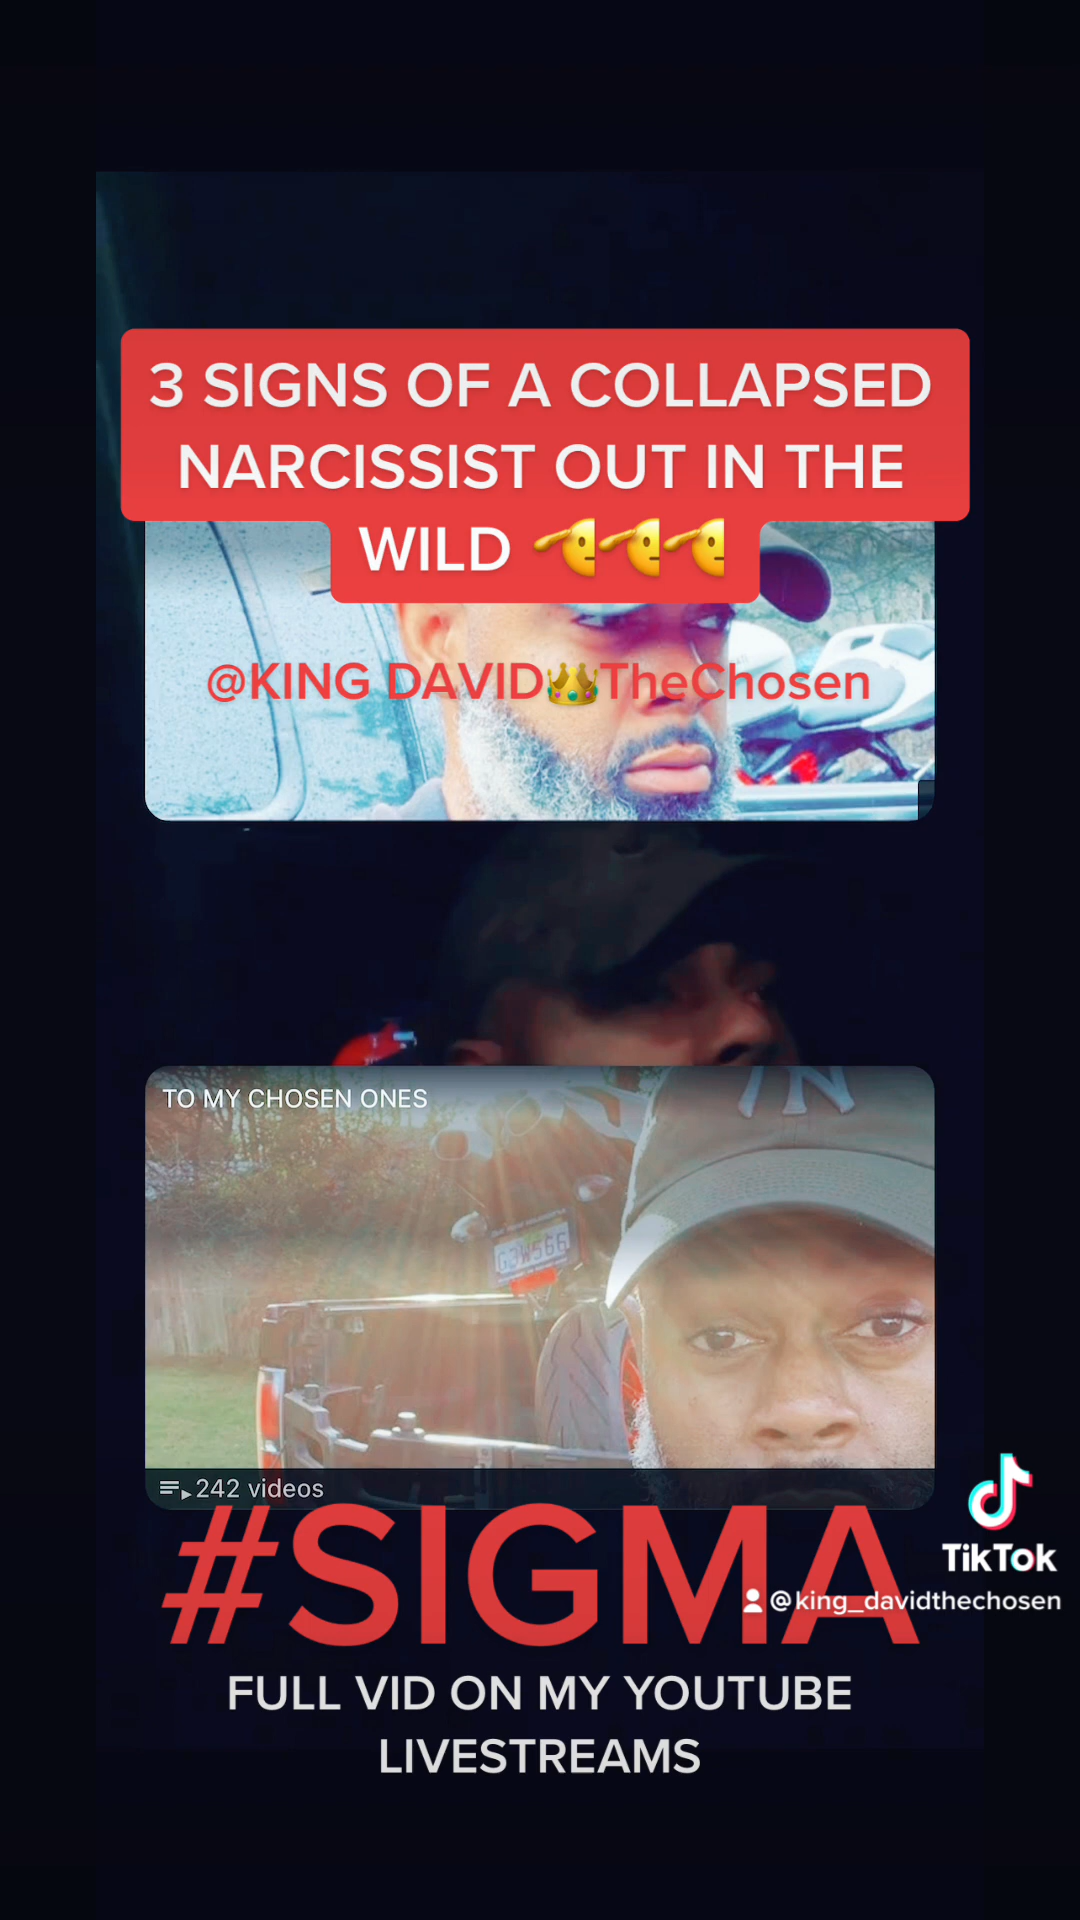 3 SIGNS OF A COLLAPSED
NARCISSIST OUT IN THE
WILD 🫡🫡🫡
@KING DAVID👑TheChosen
TO MY CHOSEN ONES
G3W566
242 videos
#SIGMA
TikTok
@king_davidthechosen
FULL VID ON MY YOUTUBE
LIVESTREAMS